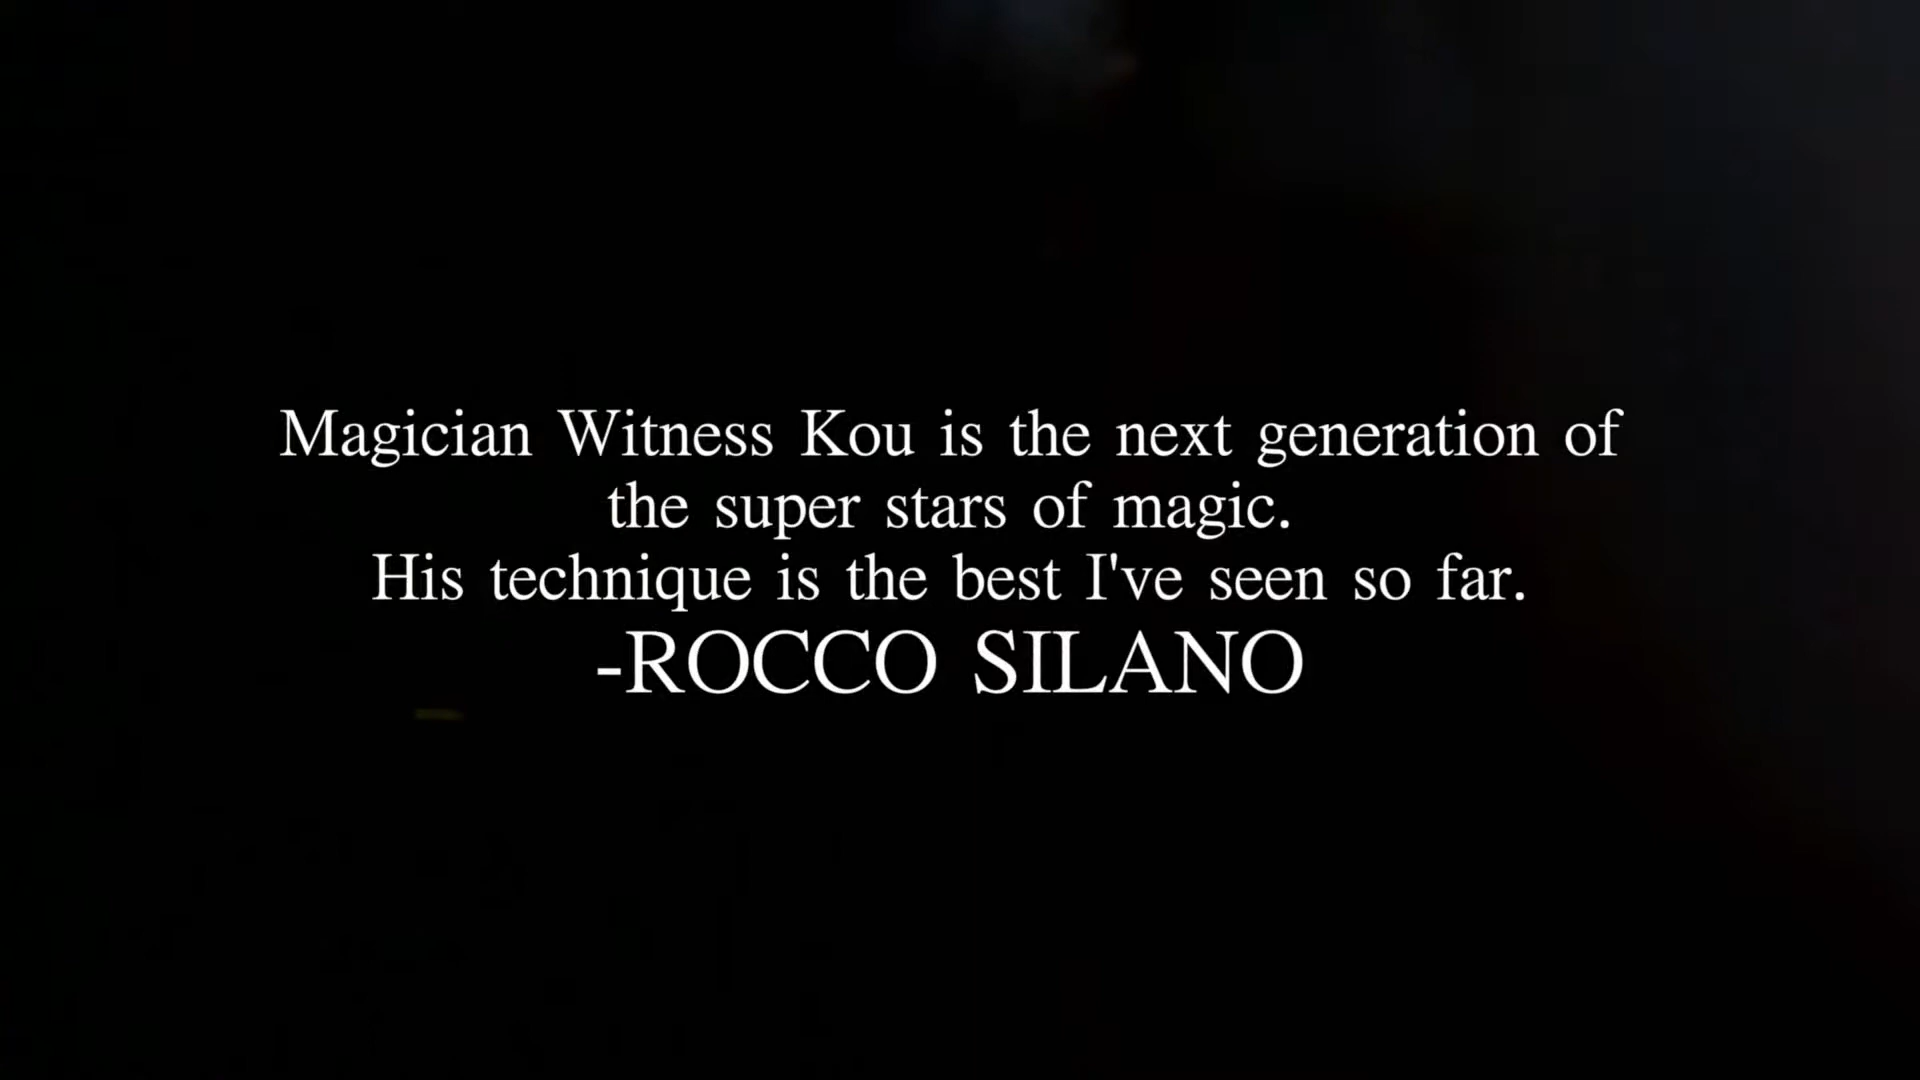 Magician Witness Kou is the next generation of
the super stars of magic.
His technique is the best I've seen so far.
-ROCCO SILANO